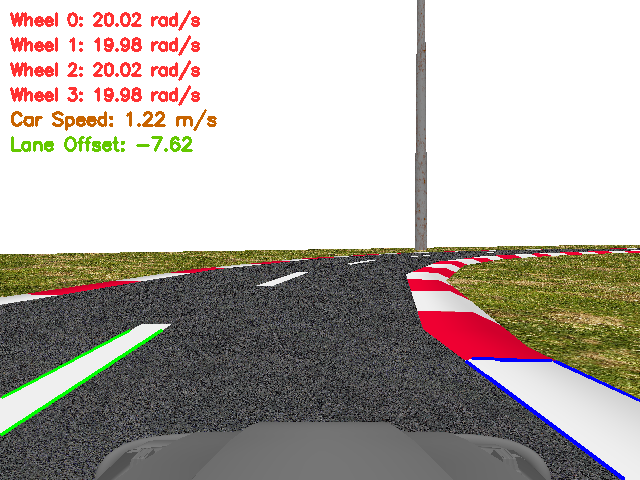 Wheel 0: 20.02 rad/s
Wheel 1: 19.98 rad/s
Wheel 2: 20.02 rad/s
Wheel 3: 19.98 rad/s
Car Speed: 1.22 m/s
Lane Offset: -7.62